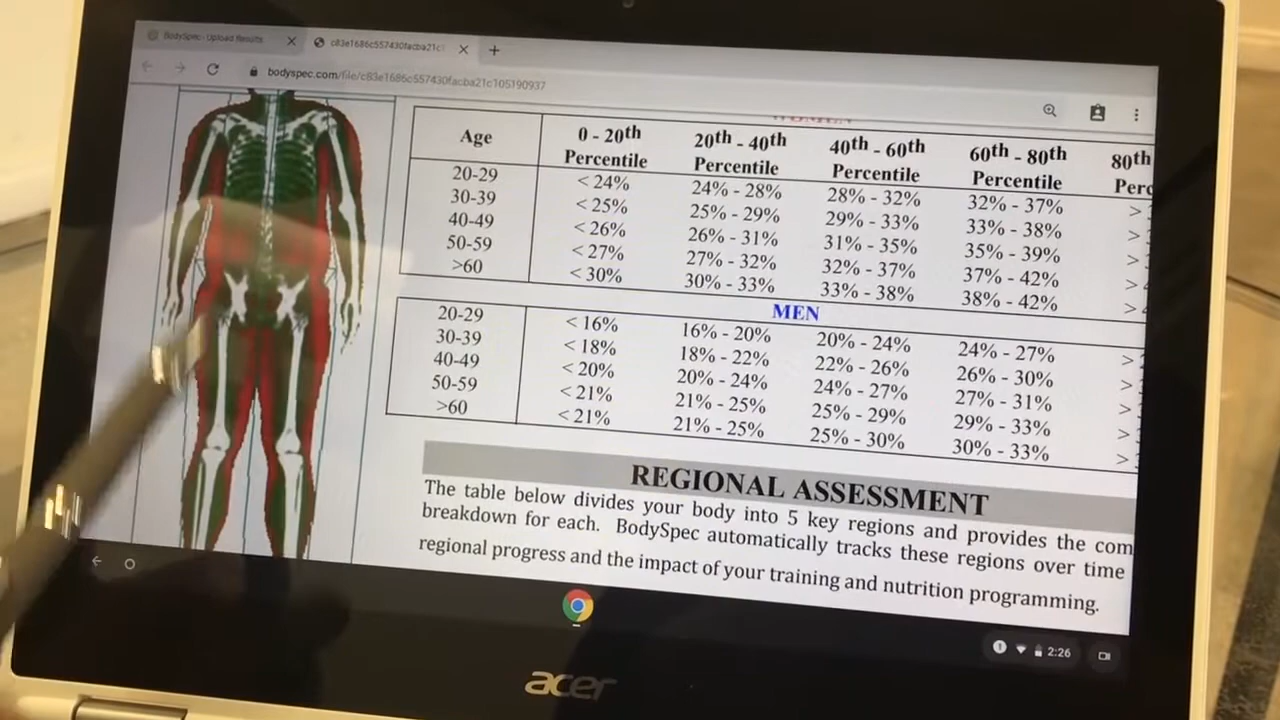 BodySpec - Upload Results
c83e1686c557430facba21c1
bodyspec.com/file/c83e1686c557430facba21c105190937
WOMEN
Age 0 - 20th Percentile 20th - 40th Percentile 40th - 60th Percentile 60th - 80th Percentile 80th
20-29 < 24% 24% - 28% 28% - 32% 32% - 37% >
30-39 < 25% 25% - 29% 29% - 33% 33% - 38% >
40-49 < 26% 26% - 31% 31% - 35% 35% - 39% >
50-59 < 27% 27% - 32% 32% - 37% 37% - 42% >
>60 < 30% 30% - 33% 33% - 38% 38% - 42% >
MEN
20-29 < 16% 16% - 20% 20% - 24% 24% - 27% >
30-39 < 18% 18% - 22% 22% - 26% 26% - 30% >
40-49 < 20% 20% - 24% 24% - 27% 27% - 31% >
50-59 < 21% 21% - 25% 25% - 29% 29% - 33% >
>60 < 21% 21% - 25% 25% - 30% 30% - 33% >
REGIONAL ASSESSMENT
The table below divides your body into 5 key regions and provides the com
breakdown for each. BodySpec automatically tracks these regions over time
regional progress and the impact of your training and nutrition programming.
2:26
acer